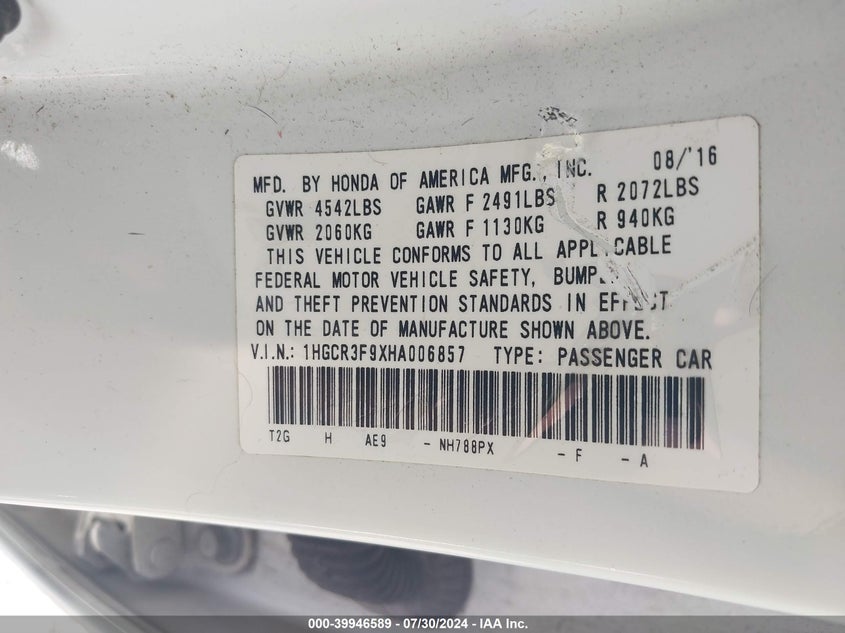 MFD. BY HONDA OF AMERICA MFG., INC. 08/'16
GVWR 4542LBS GAWR F 2491LBS R 2072LBS
GVWR 2060KG GAWR F 1130KG R 940KG
THIS VEHICLE CONFORMS TO ALL APPLICABLE
FEDERAL MOTOR VEHICLE SAFETY,
AND THEFT PREVENTION STANDARDS IN EFFECT
ON THE DATE OF MANUFACTURE SHOWN ABOVE.
V.I.N.: 1HGCR3F9XHA006857 TYPE: PASSENGER CAR
T2G H AE9 - NH788PX - F - A
000-39946589 - 07/30/2024 - IAA Inc.